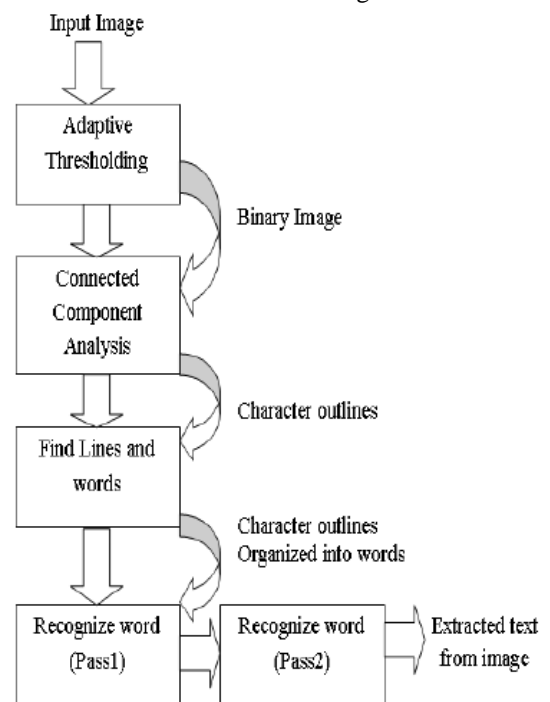 Input Image
Adaptive
Thresholding
Binary Image
Connected
Component
Analysis
Character outlines
Find Lines and
words
Character outlines
Organized into words
Recognize word
(Pass1)
Recognize word
(Pass2)
Extracted text
from image